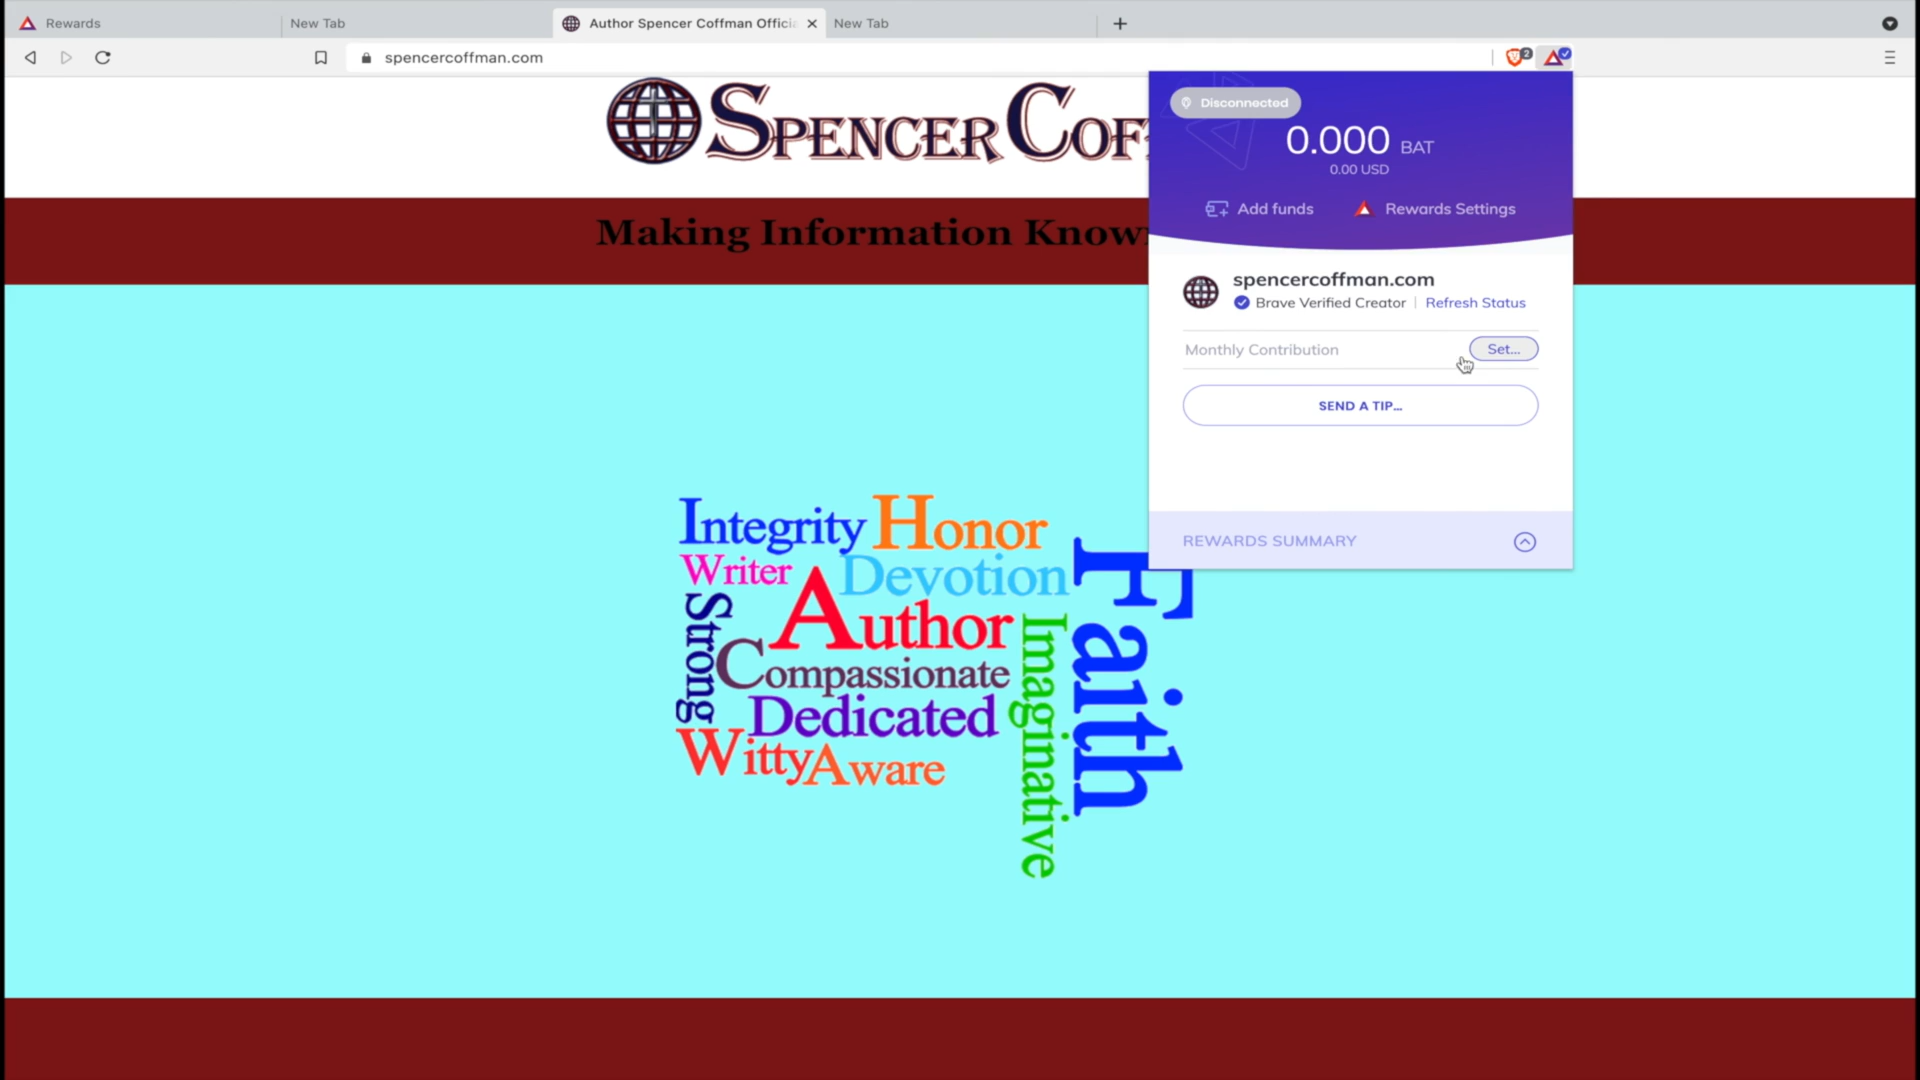 Rewards
New Tab
Author Spencer Coffman Offici
New Tab
spencercoffman.com
2
SPENCER COF
Making Information Know
Disconnected
0.000 BAT
0.00 USD
Add funds
Rewards Settings
spencercoffman.com
Brave Verified Creator | Refresh Status
Monthly Contribution
Set...
SEND A TIP...
REWARDS SUMMARY
Integrity
Honor
Writer
Devotion
Strong
Author
Compassionate
Dedicated
Witty
Aware
Imaginative
Faith